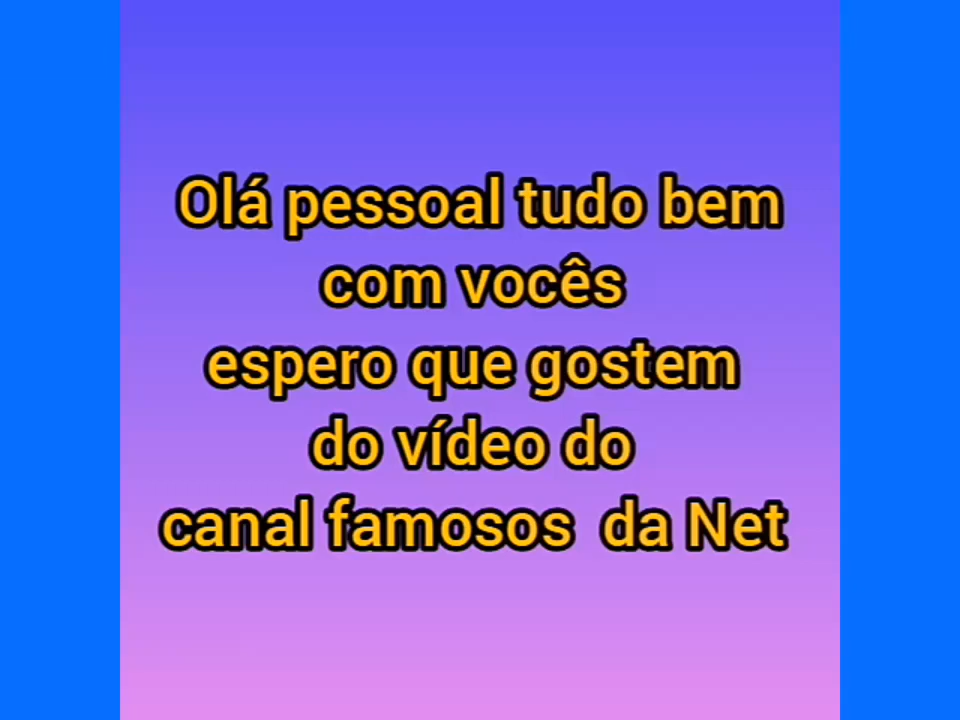 Olá pessoal tudo bem
com vocês
espero que gostem
do vídeo do
canal famosos  da Net